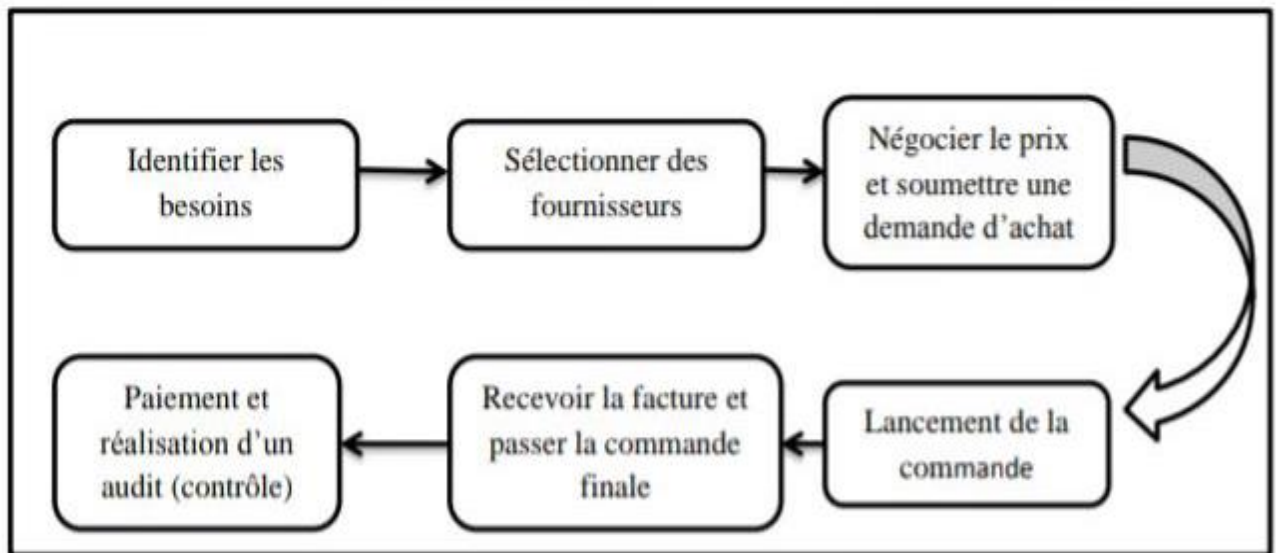 Identifier les
besoins
Sélectionner des
fournisseurs
Négocier le prix
et soumettre une
demande d'achat
Lancement de la
commande
Recevoir la facture et
passer la commande
finale
Paiement et
réalisation d'un
audit (contrôle)